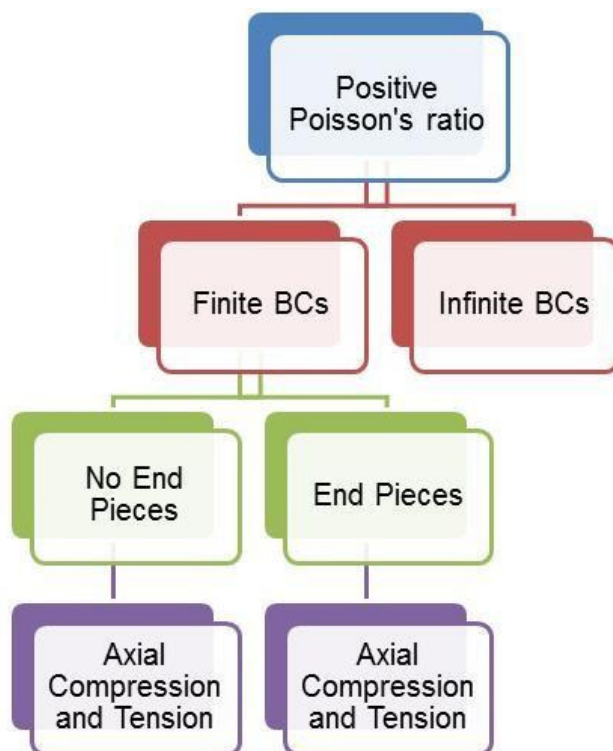 Positive
Poisson's ratio
Finite BCs
Infinite BCs
No End
Pieces
End Pieces
Axial
Compression
and Tension
Axial
Compression
and Tension